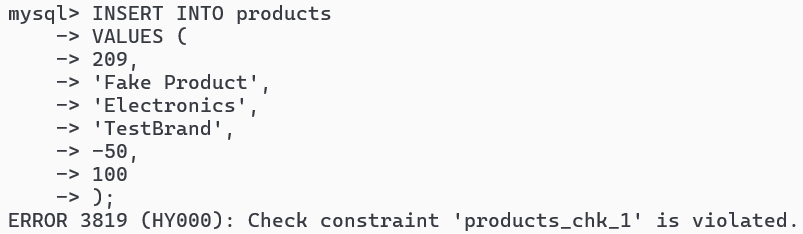 mysql> INSERT INTO products
    -> VALUES (
    -> 209,
    -> 'Fake Product',
    -> 'Electronics',
    -> 'TestBrand',
    -> -50,
    -> 100
    -> );
ERROR 3819 (HY000): Check constraint 'products_chk_1' is violated.